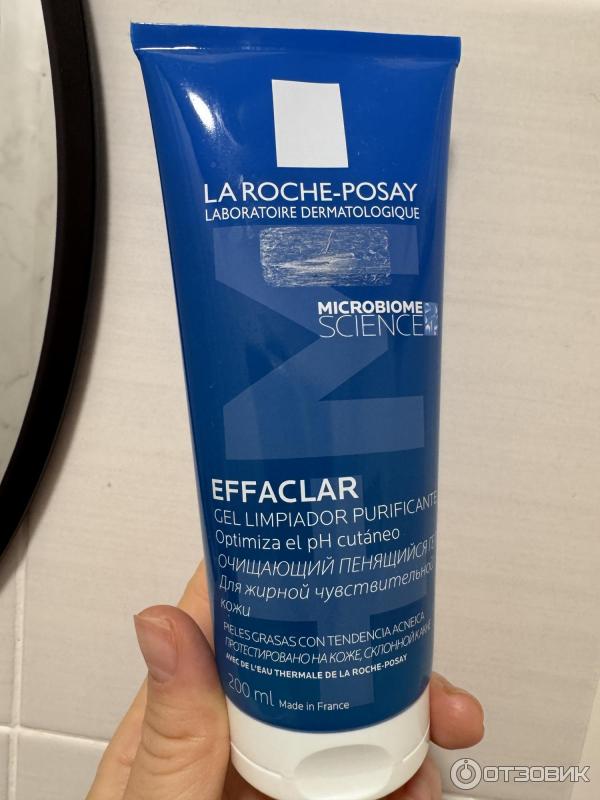 LA ROCHE-POSAY
LABORATOIRE DERMATOLOGIQUE
MICROBIOME
SCIENCE
EFFACLAR
GEL LIMPIADOR PURIFICANTE
Optimiza el pH cutáneo
ОЧИЩАЮЩИЙ ПЕНЯЩИЙСЯ ГЕ
Для жирной чувствительной
кожи
PIELES GRASAS CON TENDENCIA ACNEICA
ПРОТЕСТИРОВАНО НА КОЖЕ, СКЛОННОЙ К АКНЕ
AVEC DE L'EAU THERMALE DE LA ROCHE-POSAY
200 ml Made in France
ОТЗОВИК